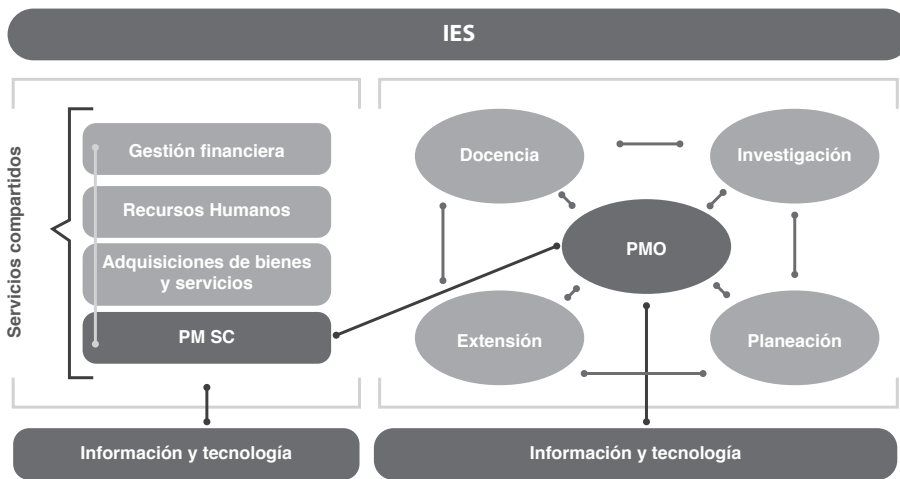 IES
Servicios compartidos
Gestión financiera
Recursos Humanos
Adquisiciones de bienes
y servicios
PM SC
Docencia
Investigación
PMO
Extensión
Planeación
Información y tecnología
Información y tecnología